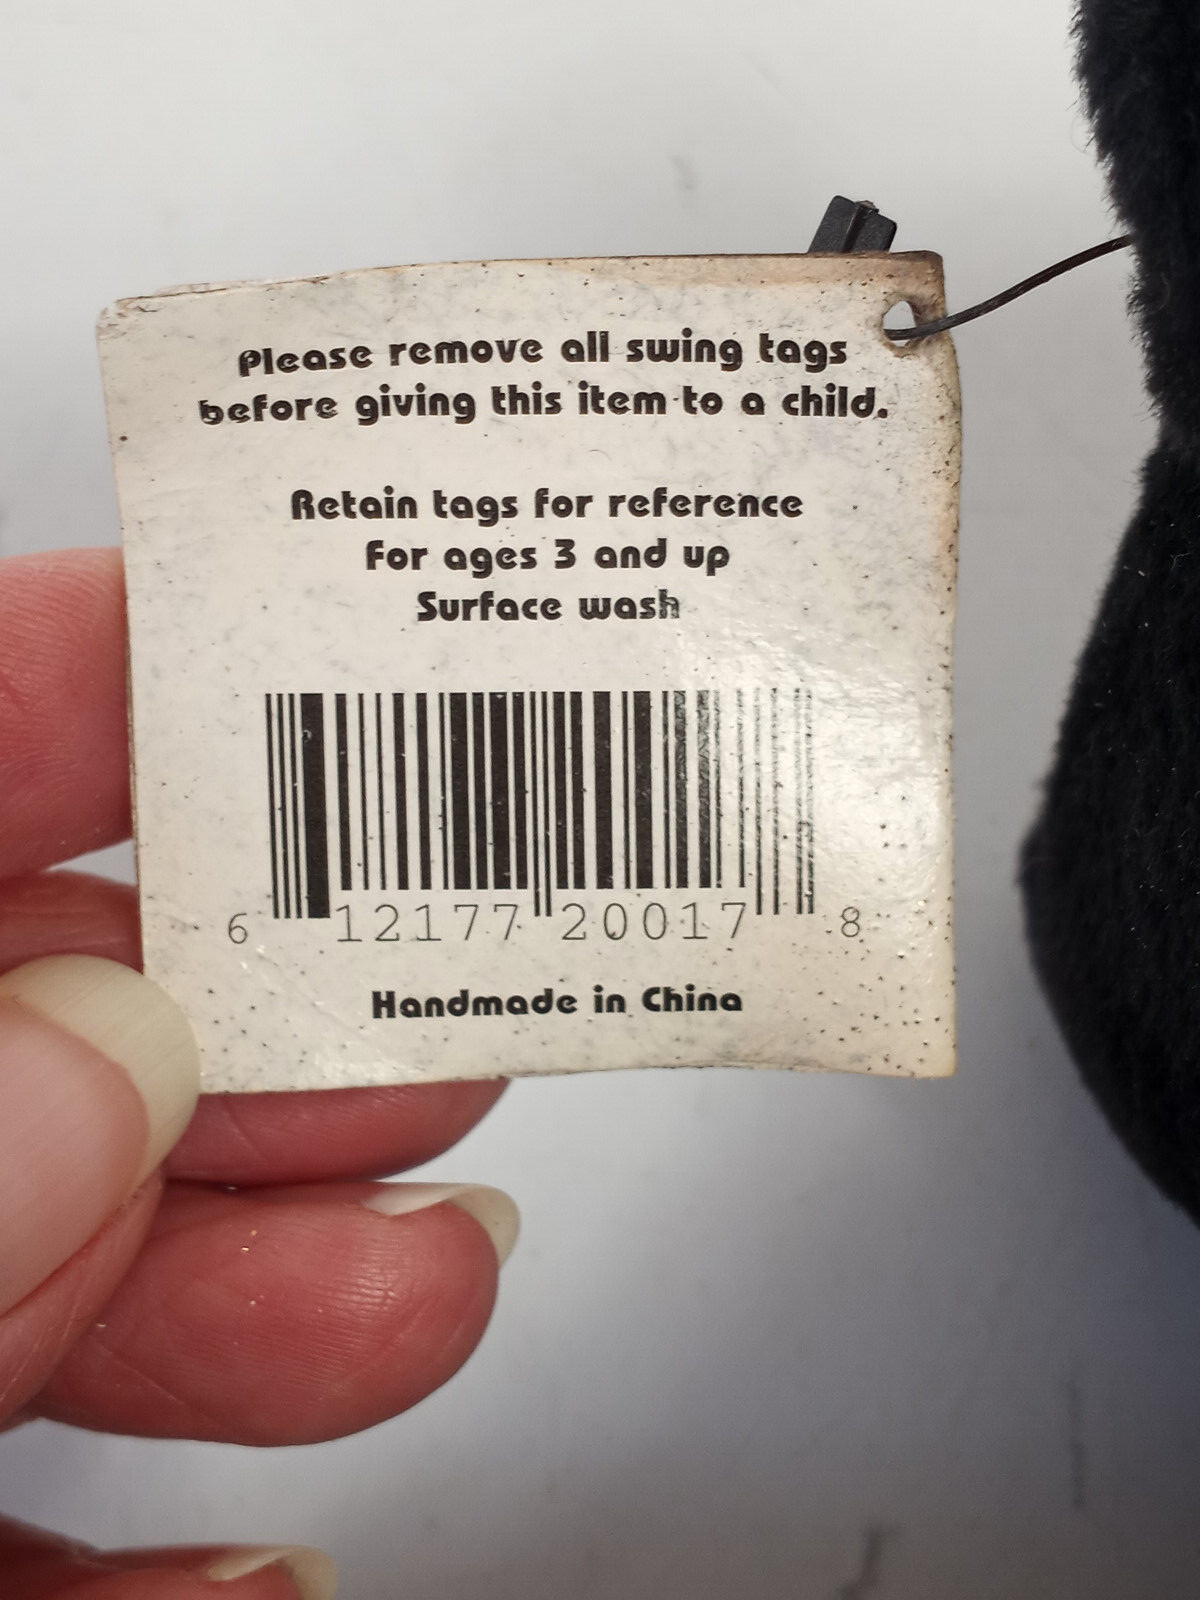 Please remove all swing tags
before giving this item to a child.
Retain tags for reference
For ages 3 and up
Surface wash
6 12177 20017 8
Handmade in China